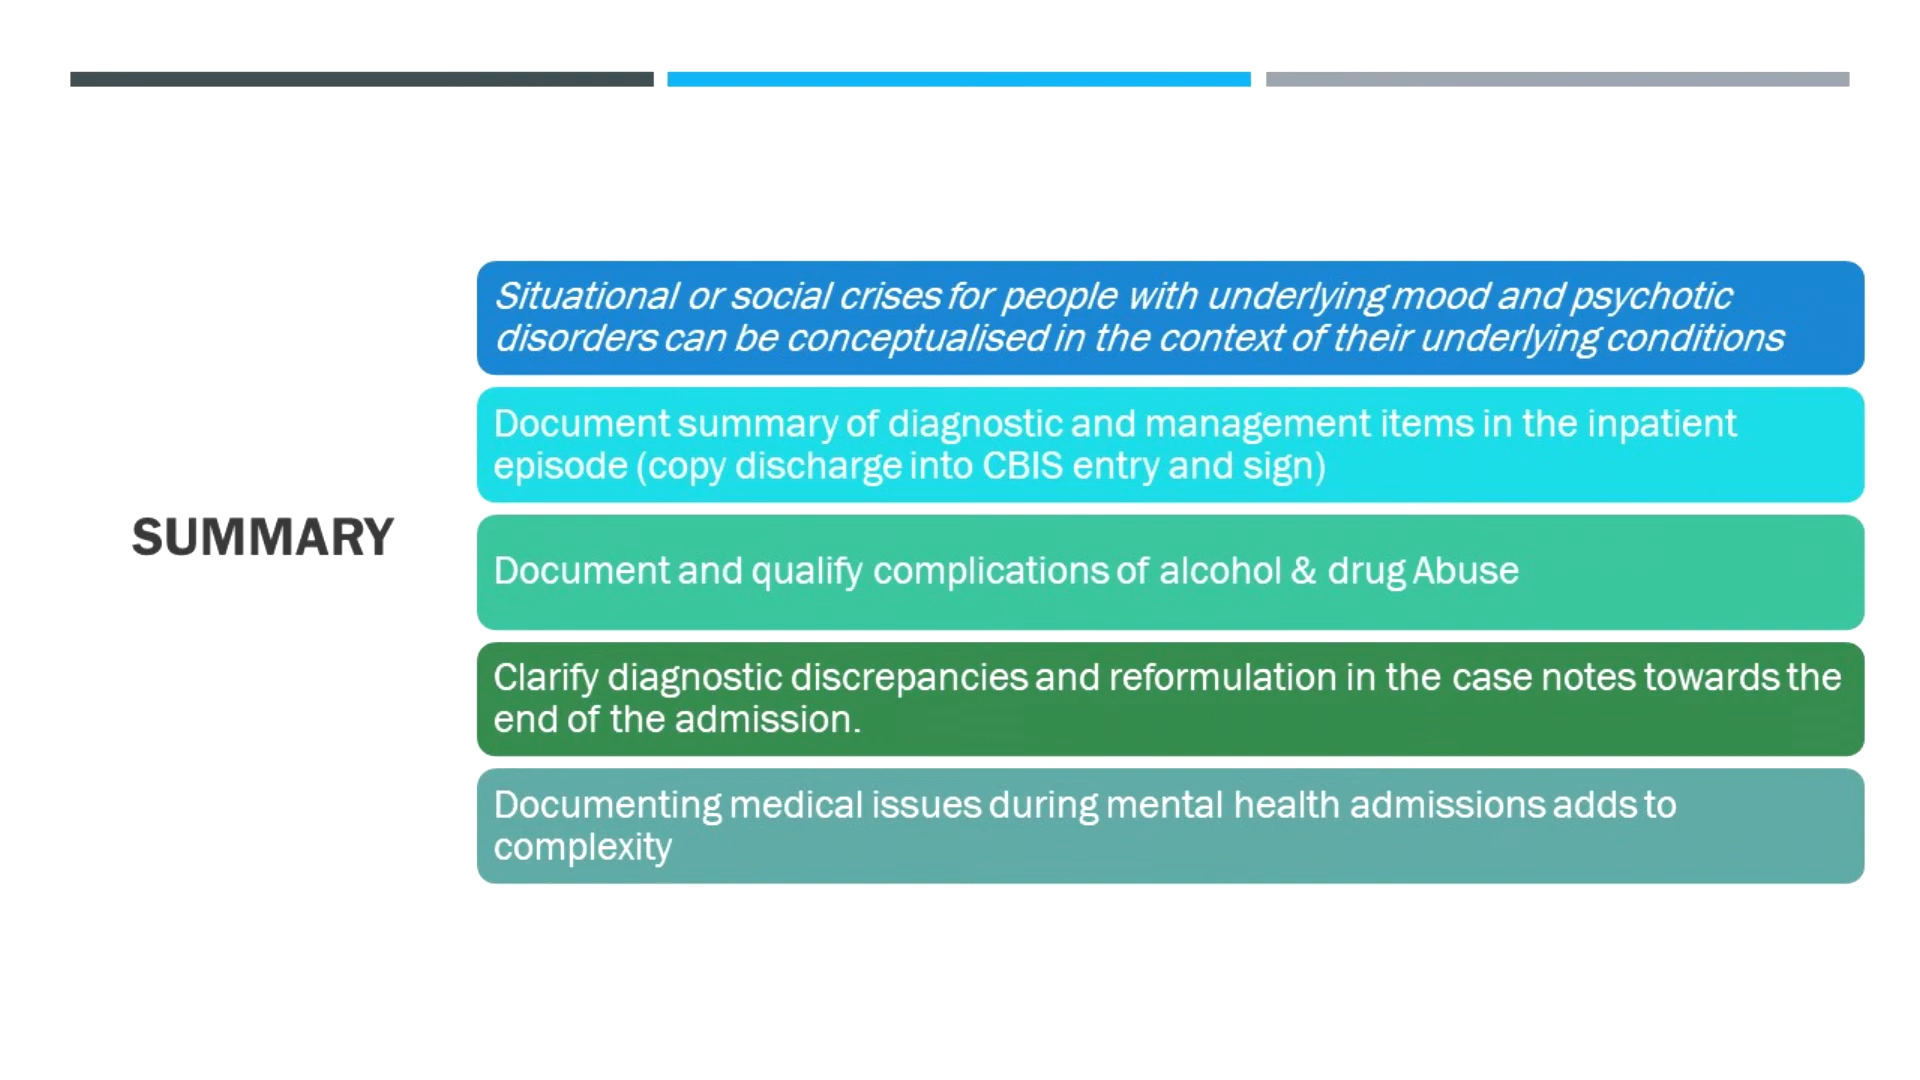 SUMMARY
Situational or social crises for people with underlying mood and psychotic
disorders can be conceptualised in the context of their underlying conditions
Document summary of diagnostic and management items in the inpatient
episode (copy discharge into CBIS entry and sign)
Document and qualify complications of alcohol & drug Abuse
Clarify diagnostic discrepancies and reformulation in the case notes towards the
end of the admission.
Documenting medical issues during mental health admissions adds to
complexity